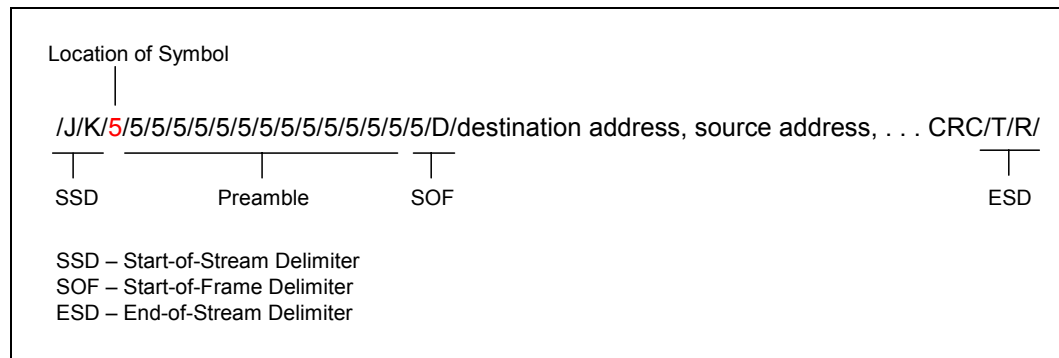 Location of Symbol
/J/K/5/5/5/5/5/5/5/5/5/5/5/5/5/5/5/D/destination address, source address, . . . CRC/T/R/
SSD Preamble SOF ESD
SSD – Start-of-Stream Delimiter
SOF – Start-of-Frame Delimiter
ESD – End-of-Stream Delimiter